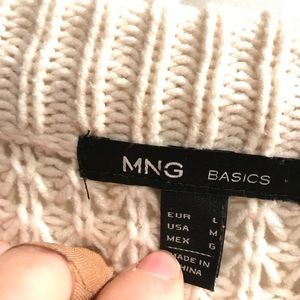 MNG BASICS
EUR L
USA M
MEX G
MADE IN
CHINA